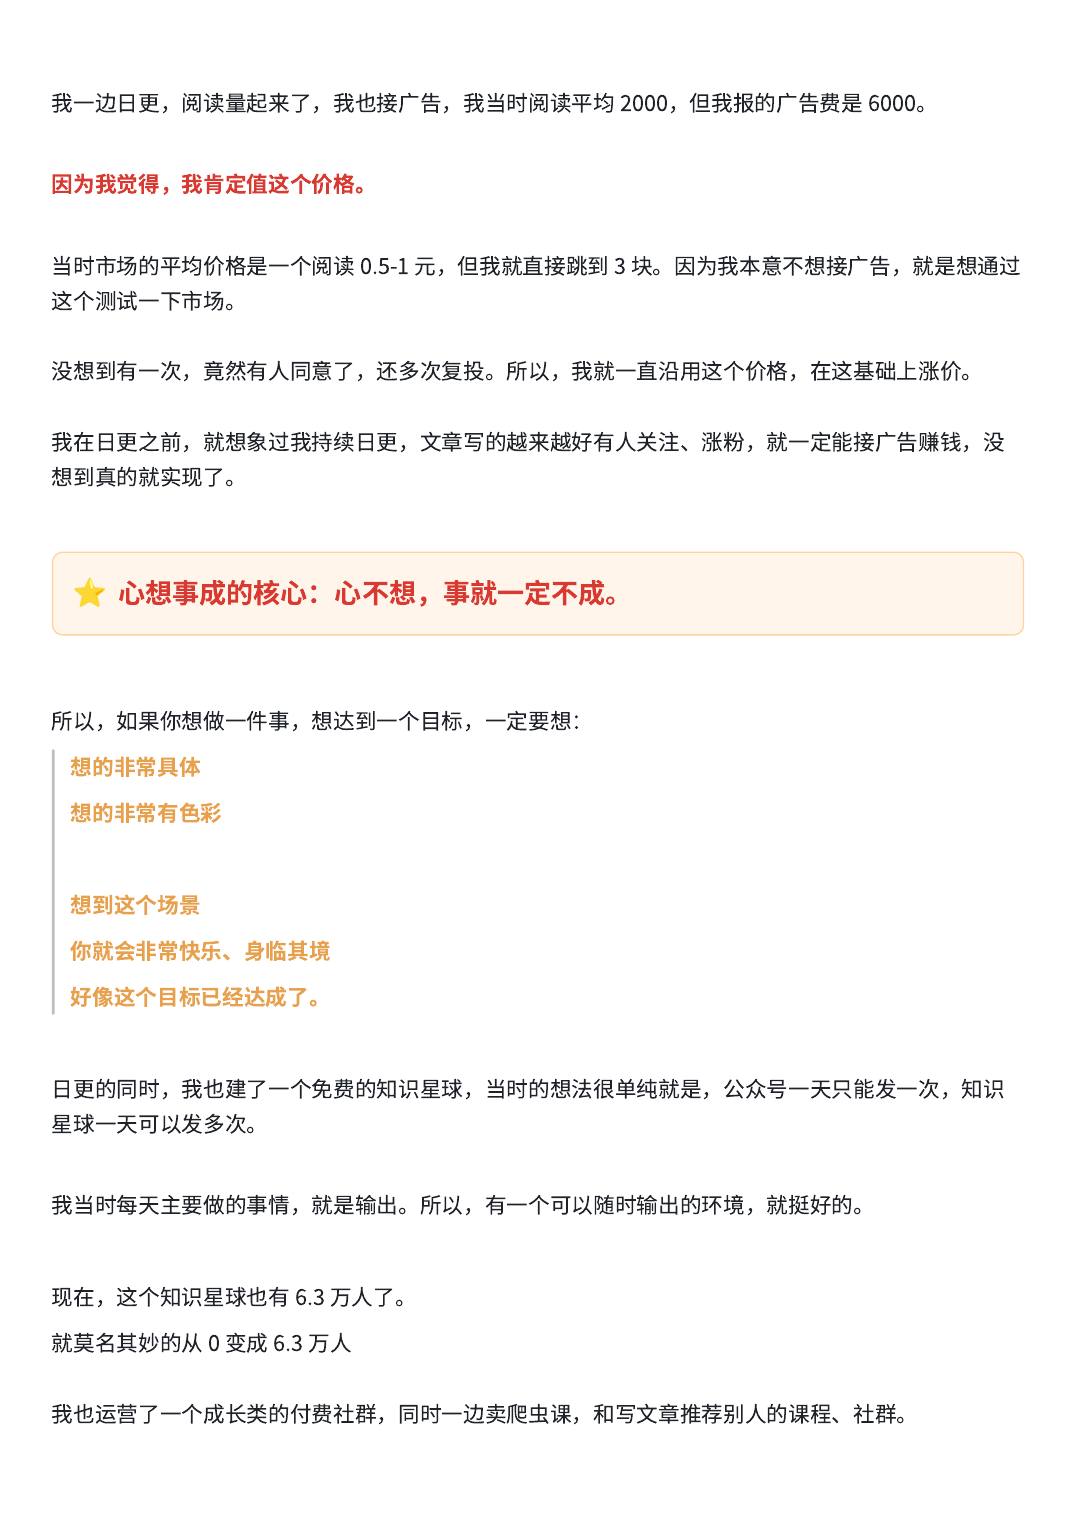 我一边日更，阅读量起来了，我也接广告，我当时阅读平均 2000，但我报的广告费是 6000。
因为我觉得，我肯定值这个价格。
当时市场的平均价格是一个阅读 0.5-1 元，但我就直接跳到 3 块。因为我本意不想接广告，就是想通过
这个测试一下市场。
没想到有一次，竟然有人同意了，还多次复投。所以，我就一直沿用这个价格，在这基础上涨价。
我在日更之前，就想象过我持续日更，文章写的越来越好有人关注、涨粉，就一定能接广告赚钱，没
想到真的就实现了。
⭐ 心想事成的核心：心不想，事就一定不成。
所以，如果你想做一件事，想达到一个目标，一定要想：
想的非常具体
想的非常有色彩
想到这个场景
你就会非常快乐、身临其境
好像这个目标已经达成了。
日更的同时，我也建了一个免费的知识星球，当时的想法很单纯就是，公众号一天只能发一次，知识
星球一天可以发多次。
我当时每天主要做的事情，就是输出。所以，有一个可以随时输出的环境，就挺好的。
现在，这个知识星球也有 6.3 万人了。
就莫名其妙的从 0 变成 6.3 万人
我也运营了一个成长类的付费社群，同时一边卖爬虫课，和写文章推荐别人的课程、社群。